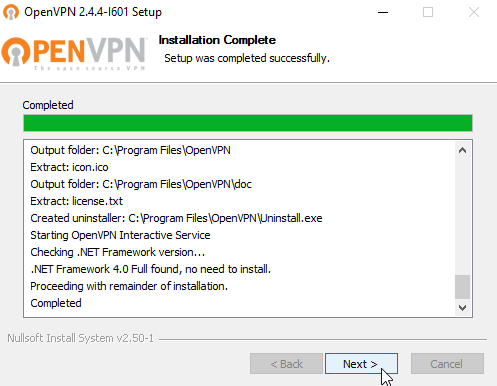 OpenVPN 2.4.4-I601 Setup
OPENVPN
The open source VPN
Installation Complete
Setup was completed successfully.
Completed
Output folder: C:\Program Files\OpenVPN
Extract: icon.ico
Output folder: C:\Program Files\OpenVPN\doc
Extract: license.txt
Created uninstaller: C:\Program Files\OpenVPN\Uninstall.exe
Starting OpenVPN Interactive Service
Checking .NET Framework version...
.NET Framework 4.0 Full found, no need to install.
Proceeding with remainder of installation.
Completed
Nullsoft Install System v2.50-1
< Back
Next >
Cancel